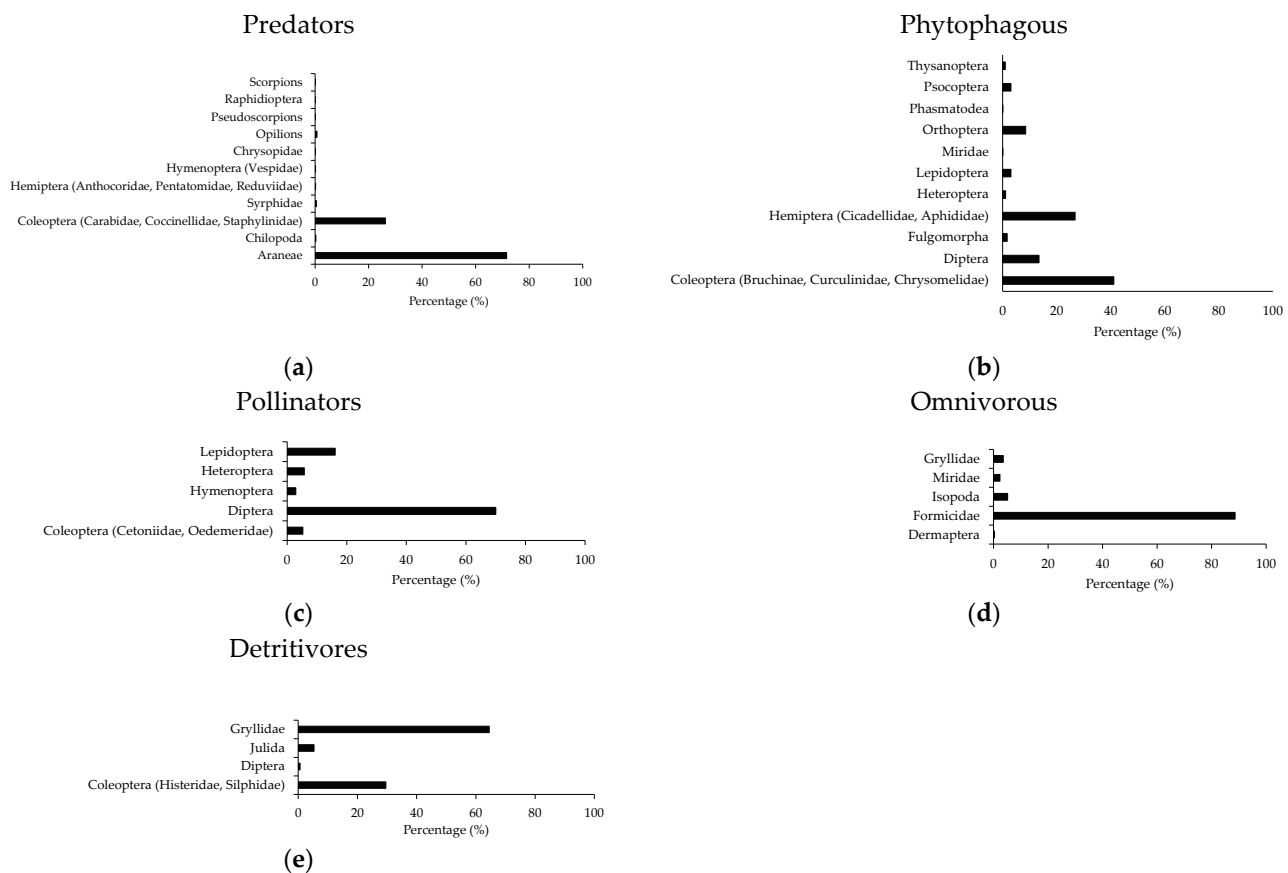 Predators
Scorpions
Raphidioptera
Pseudoscorpions
Opilions
Chrysopidae
Hymenoptera (Vespidae)
Hemiptera (Anthocoridae, Pentatomidae, Reduviidae)
Syrphidae
Coleoptera (Carabidae, Coccinellidae, Staphylinidae)
Chilopoda
Araneae
0 20 40 60 80 100
Percentage (%)
(a)
Phytophagous
Thysanoptera
Psocoptera
Phasmatodea
Orthoptera
Miridae
Lepidoptera
Heteroptera
Hemiptera (Cicadellidae, Aphididae)
Fulgomorpha
Diptera
Coleoptera (Bruchinae, Curculinidae, Chrysomelidae)
0 20 40 60 80 100
Percentage (%)
(b)
Pollinators
Lepidoptera
Heteroptera
Hymenoptera
Diptera
Coleoptera (Cetoniidae, Oedemeridae)
0 20 40 60 80 100
Percentage (%)
(c)
Omnivorous
Gryllidae
Miridae
Isopoda
Formicidae
Dermaptera
0 20 40 60 80 100
Percentage (%)
(d)
Detritivores
Gryllidae
Julida
Diptera
Coleoptera (Histeridae, Silphidae)
0 20 40 60 80 100
Percentage (%)
(e)